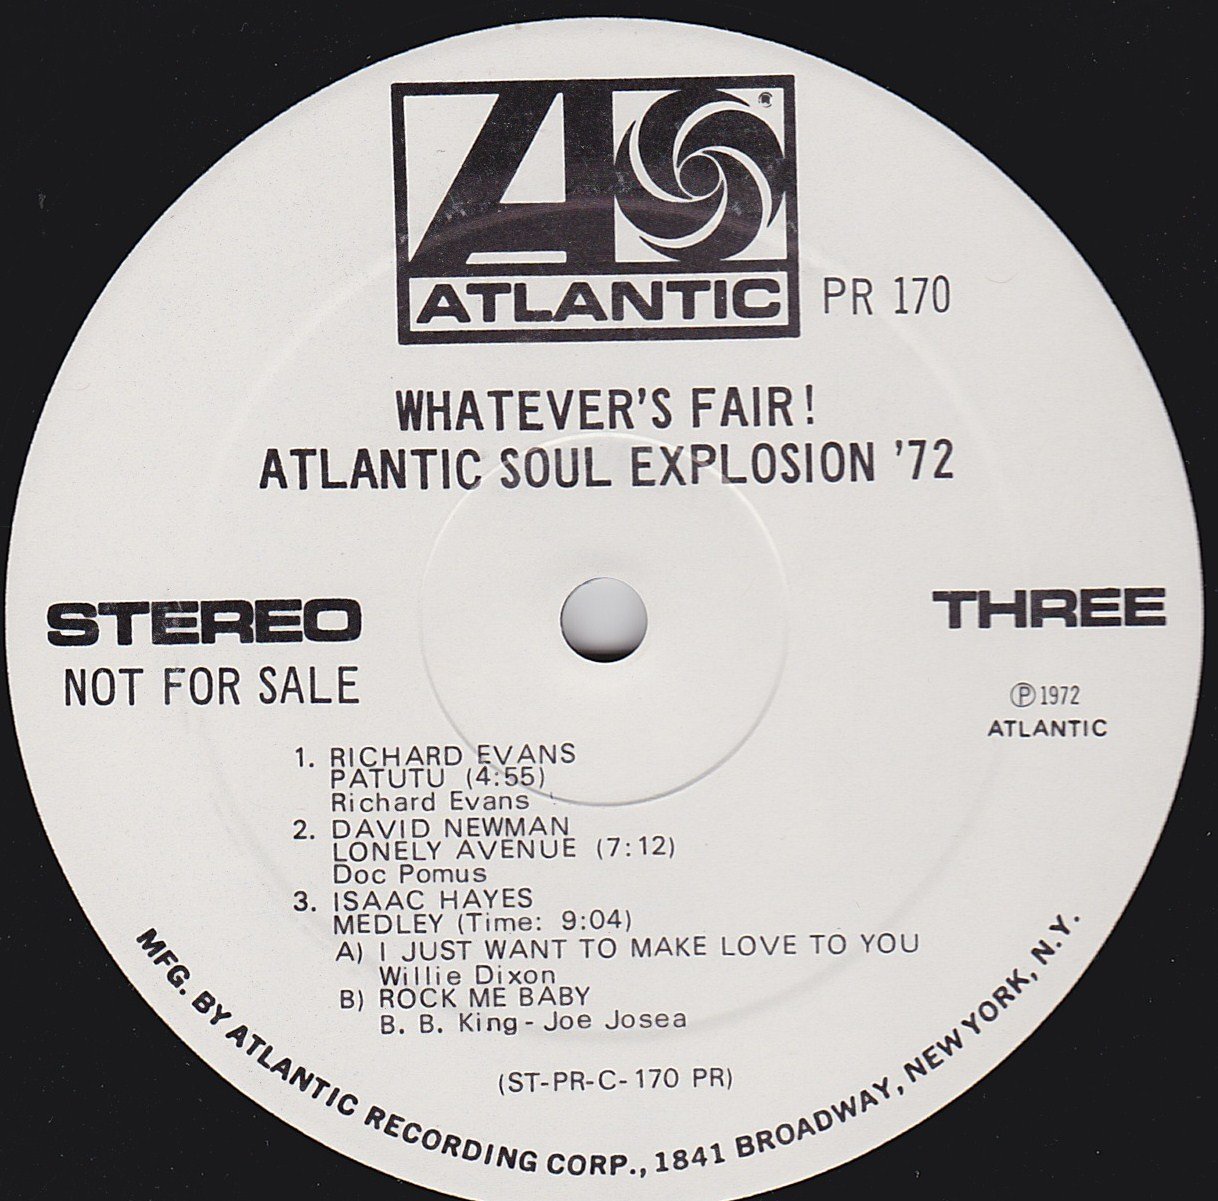 ATLANTIC
PR 170
WHATEVER'S FAIR!
ATLANTIC SOUL EXPLOSION '72
STEREO
THREE
NOT FOR SALE
Ⓟ1972
ATLANTIC
1. RICHARD EVANS
PATUTU (4:55)
Richard Evans
2. DAVID NEWMAN
LONELY AVENUE (7:12)
Doc Pomus
3. ISAAC HAYES
MEDLEY (Time: 9:04)
A) I JUST WANT TO MAKE LOVE TO YOU
Willie Dixon
B) ROCK ME BABY
B. B. King - Joe Josea
(ST-PR-C-170 PR)
MFG. BY ATLANTIC RECORDING CORP., 1841 BROADWAY, NEW YORK, N.Y.